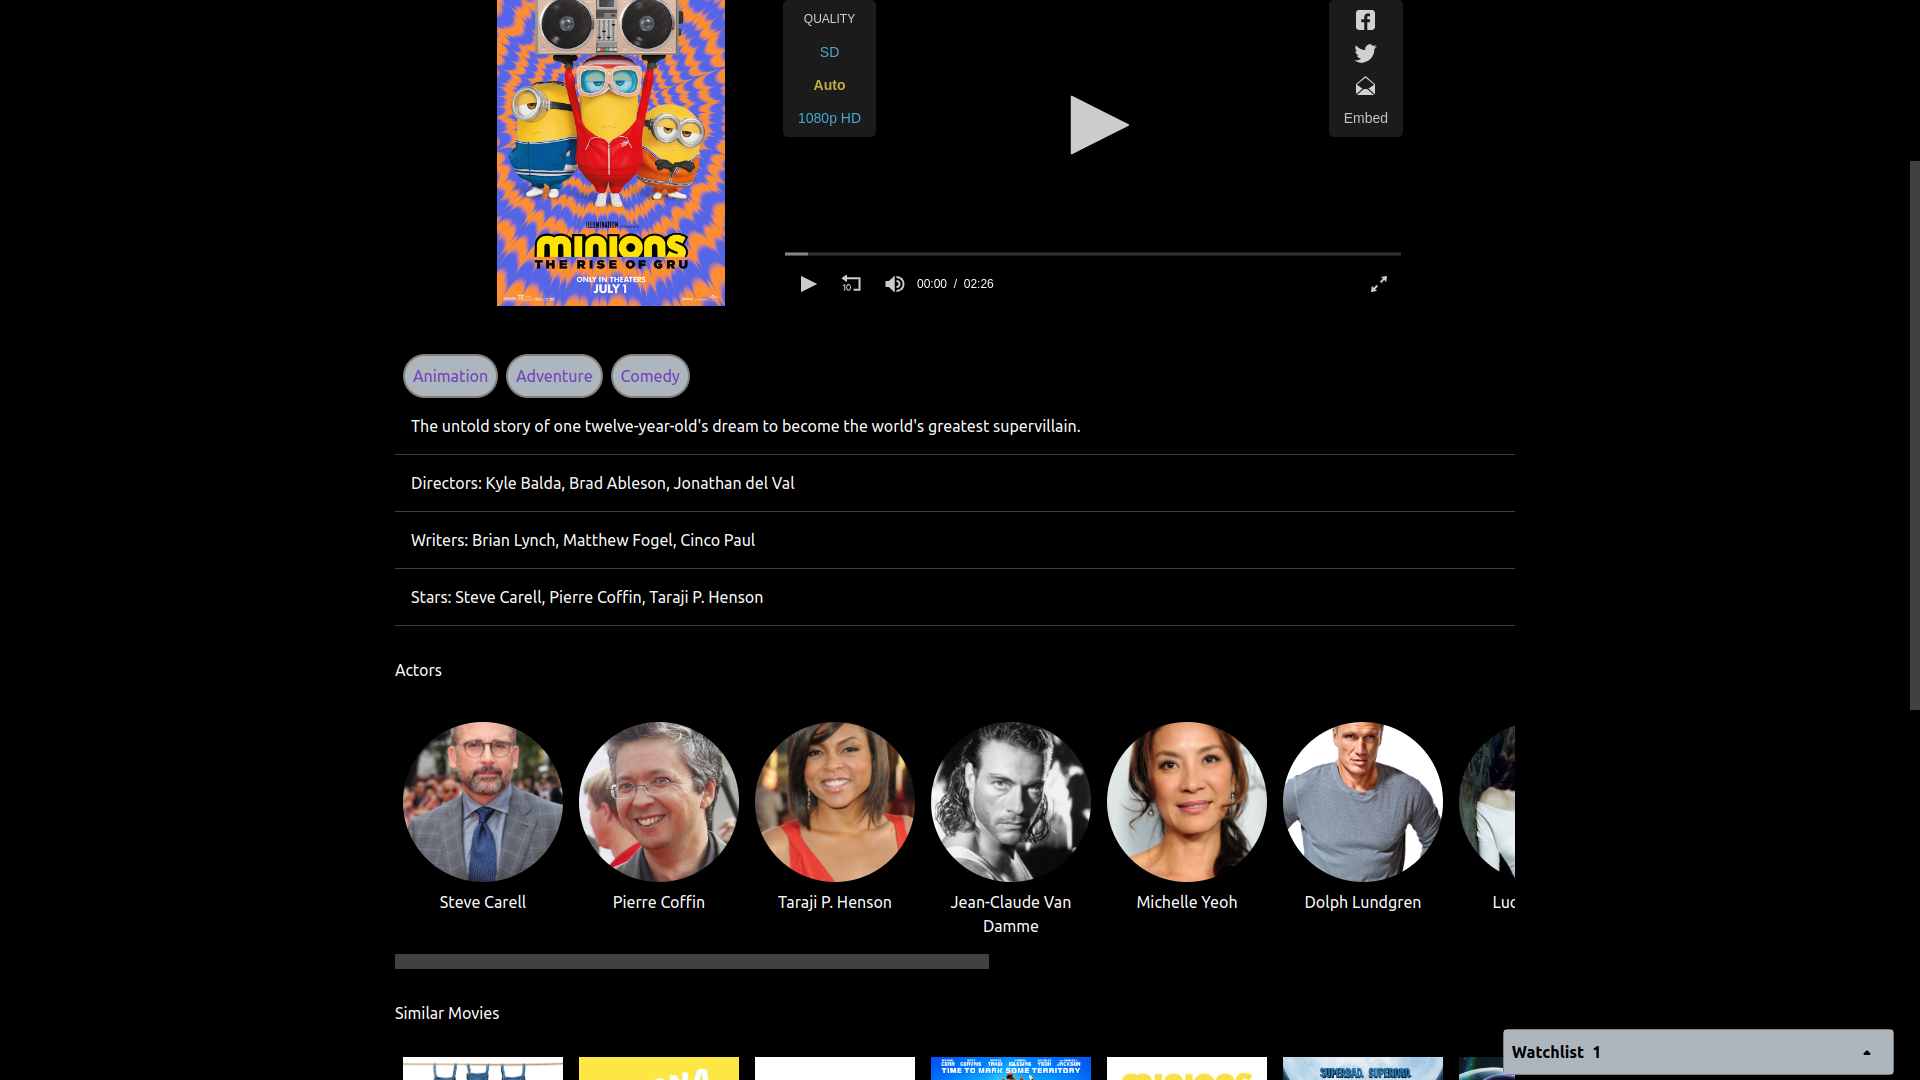 QUALITY
SD
Auto
1080p HD
Embed
10
00:00 / 02:26
ILLUMINATION
minions
THE RISE OF GRU
ONLY IN THEATERS
JULY 1
Animation
Adventure
Comedy
The untold story of one twelve-year-old's dream to become the world's greatest supervillain.
Directors: Kyle Balda, Brad Ableson, Jonathan del Val
Writers: Brian Lynch, Matthew Fogel, Cinco Paul
Stars: Steve Carell, Pierre Coffin, Taraji P. Henson
Actors
Steve Carell
Pierre Coffin
Taraji P. Henson
Jean-Claude Van
Damme
Michelle Yeoh
Dolph Lundgren
Luc
Similar Movies
TIME TO MARK SOME TERRITORY
minions
SUPERBAD. SUPERDAD.
Watchlist 1